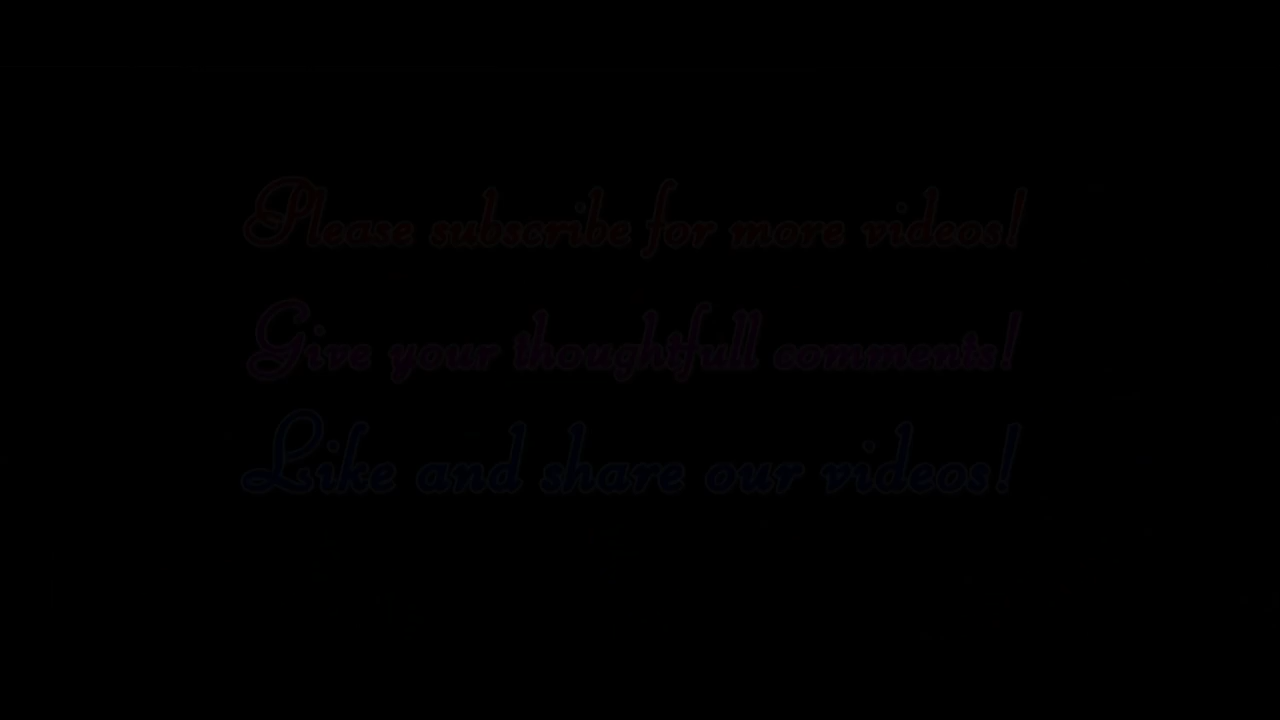 Please subscribe for more videos!
Give your thoughtfull comments!
Like and share our videos!